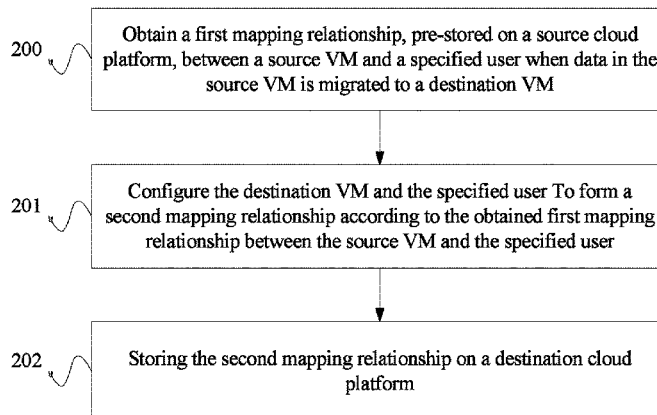 200
Obtain a first mapping relationship, pre-stored on a source cloud
platform, between a source VM and a specified user when data in the
source VM is migrated to a destination VM
201
Configure the destination VM and the specified user To form a
second mapping relationship according to the obtained first mapping
relationship between the source VM and the specified user
202
Storing the second mapping relationship on a destination cloud
platform